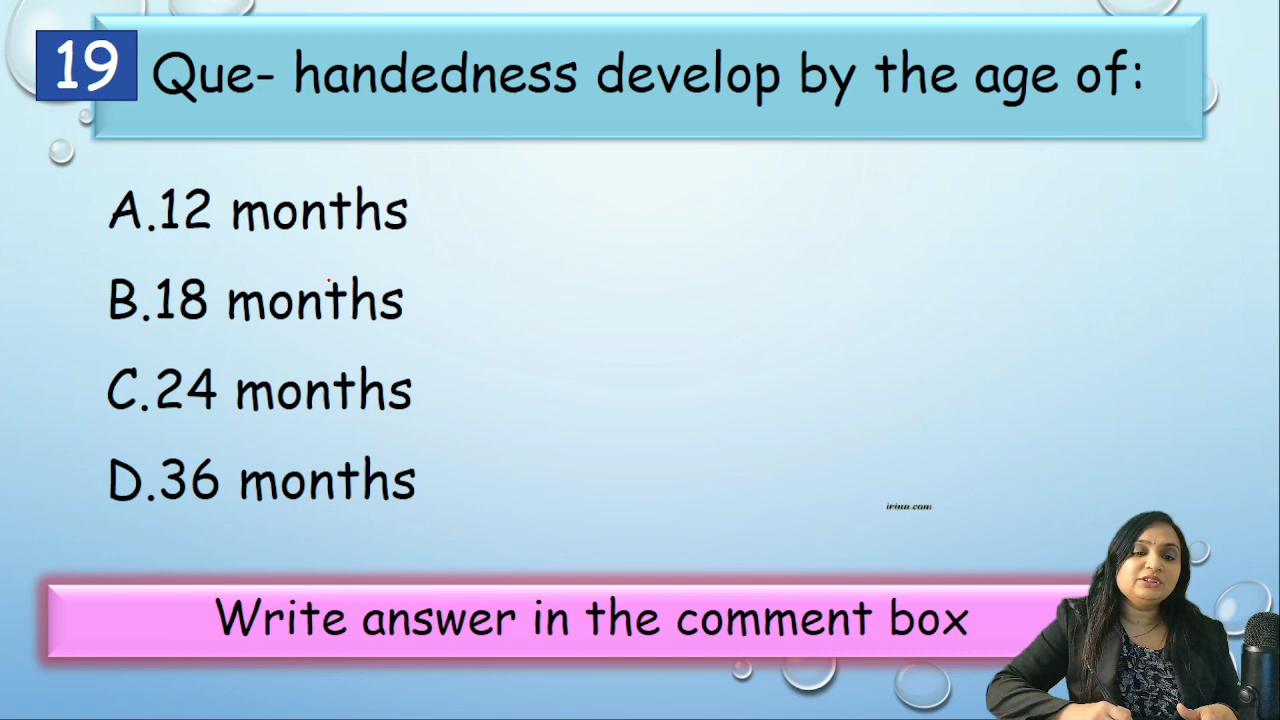 19
Que- handedness develop by the age of:
A.12 months
B.18 months
C.24 months
D.36 months
Write answer in the comment box